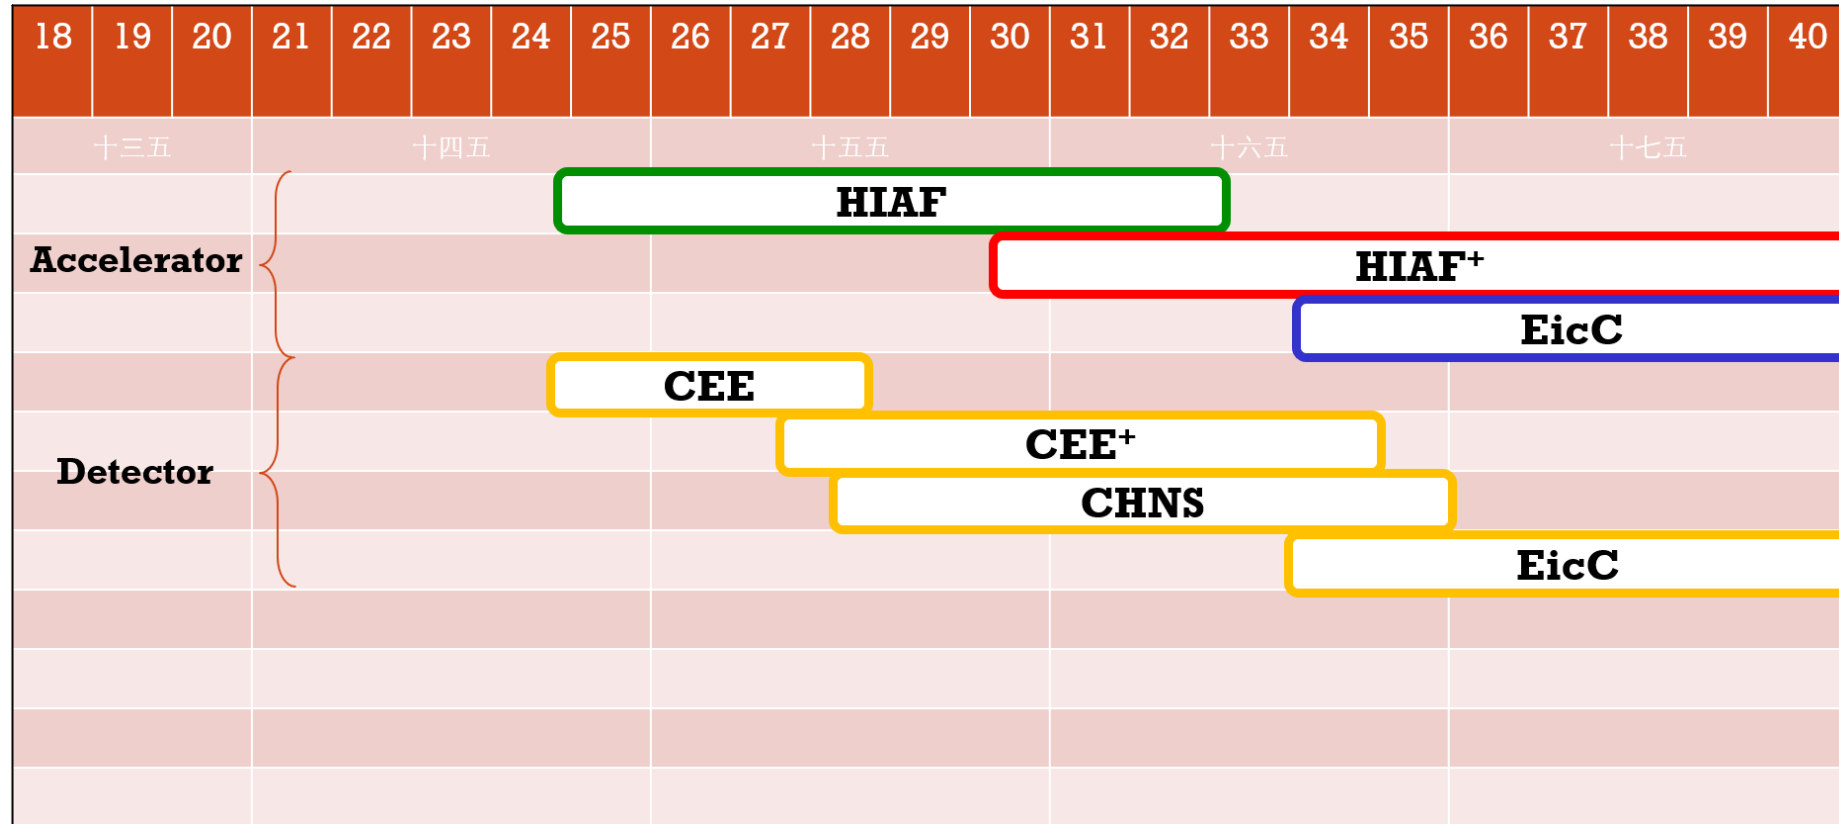 18 19 20 21 22 23 24 25 26 27 28 29 30 31 32 33 34 35 36 37 38 39 40
十三五 十四五 十五五 十六五 十七五
HIAF
Accelerator
HIAF⁺
EicC
CEE
CEE⁺
Detector
CHNS
EicC